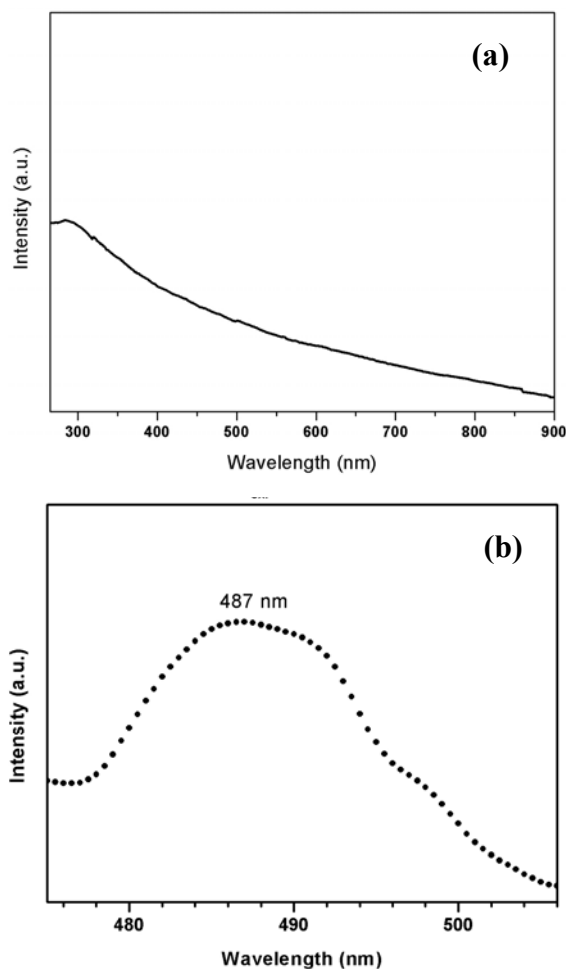 (a)
Intensity (a.u.)
300 400 500 600 700 800 900
Wavelength (nm)
(b)
487 nm
Intensity (a.u.)
480 490 500
Wavelength (nm)